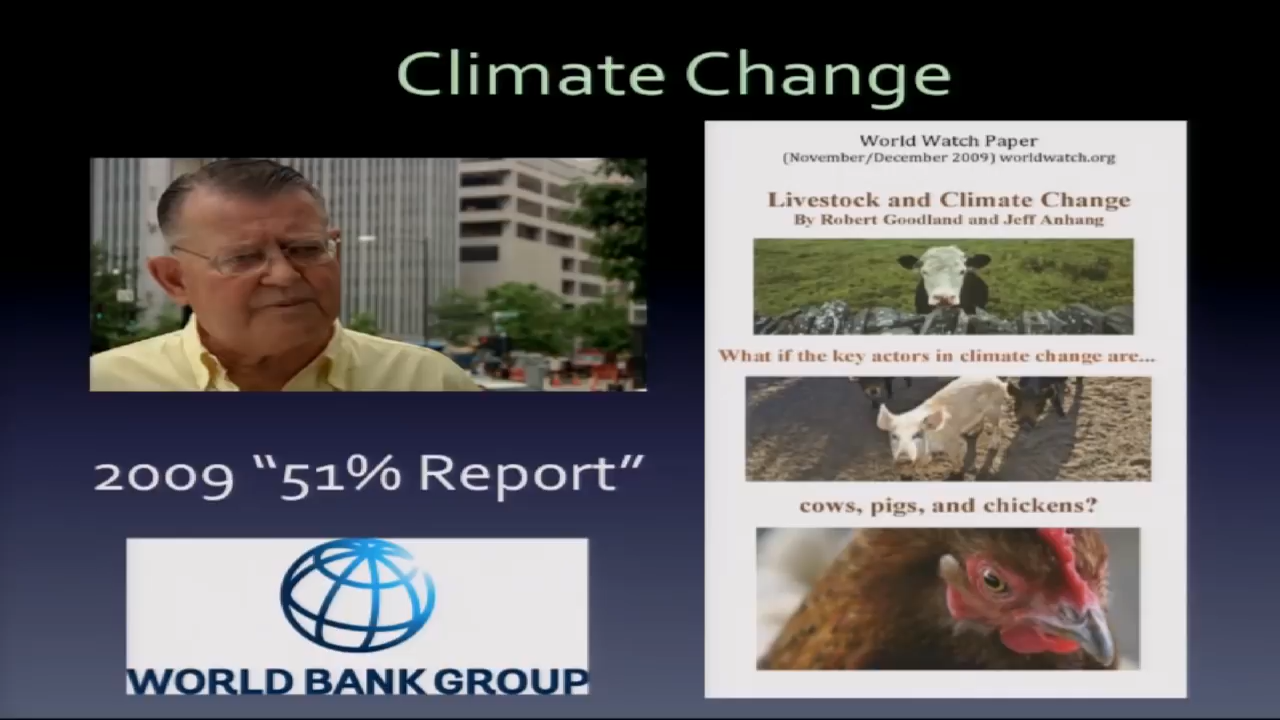 Climate Change
2009 “51% Report”
WORLD BANK GROUP
World Watch Paper
(November/December 2009) worldwatch.org
Livestock and Climate Change
By Robert Goodland and Jeff Anhang
What if the key actors in climate change are...
cows, pigs, and chickens?